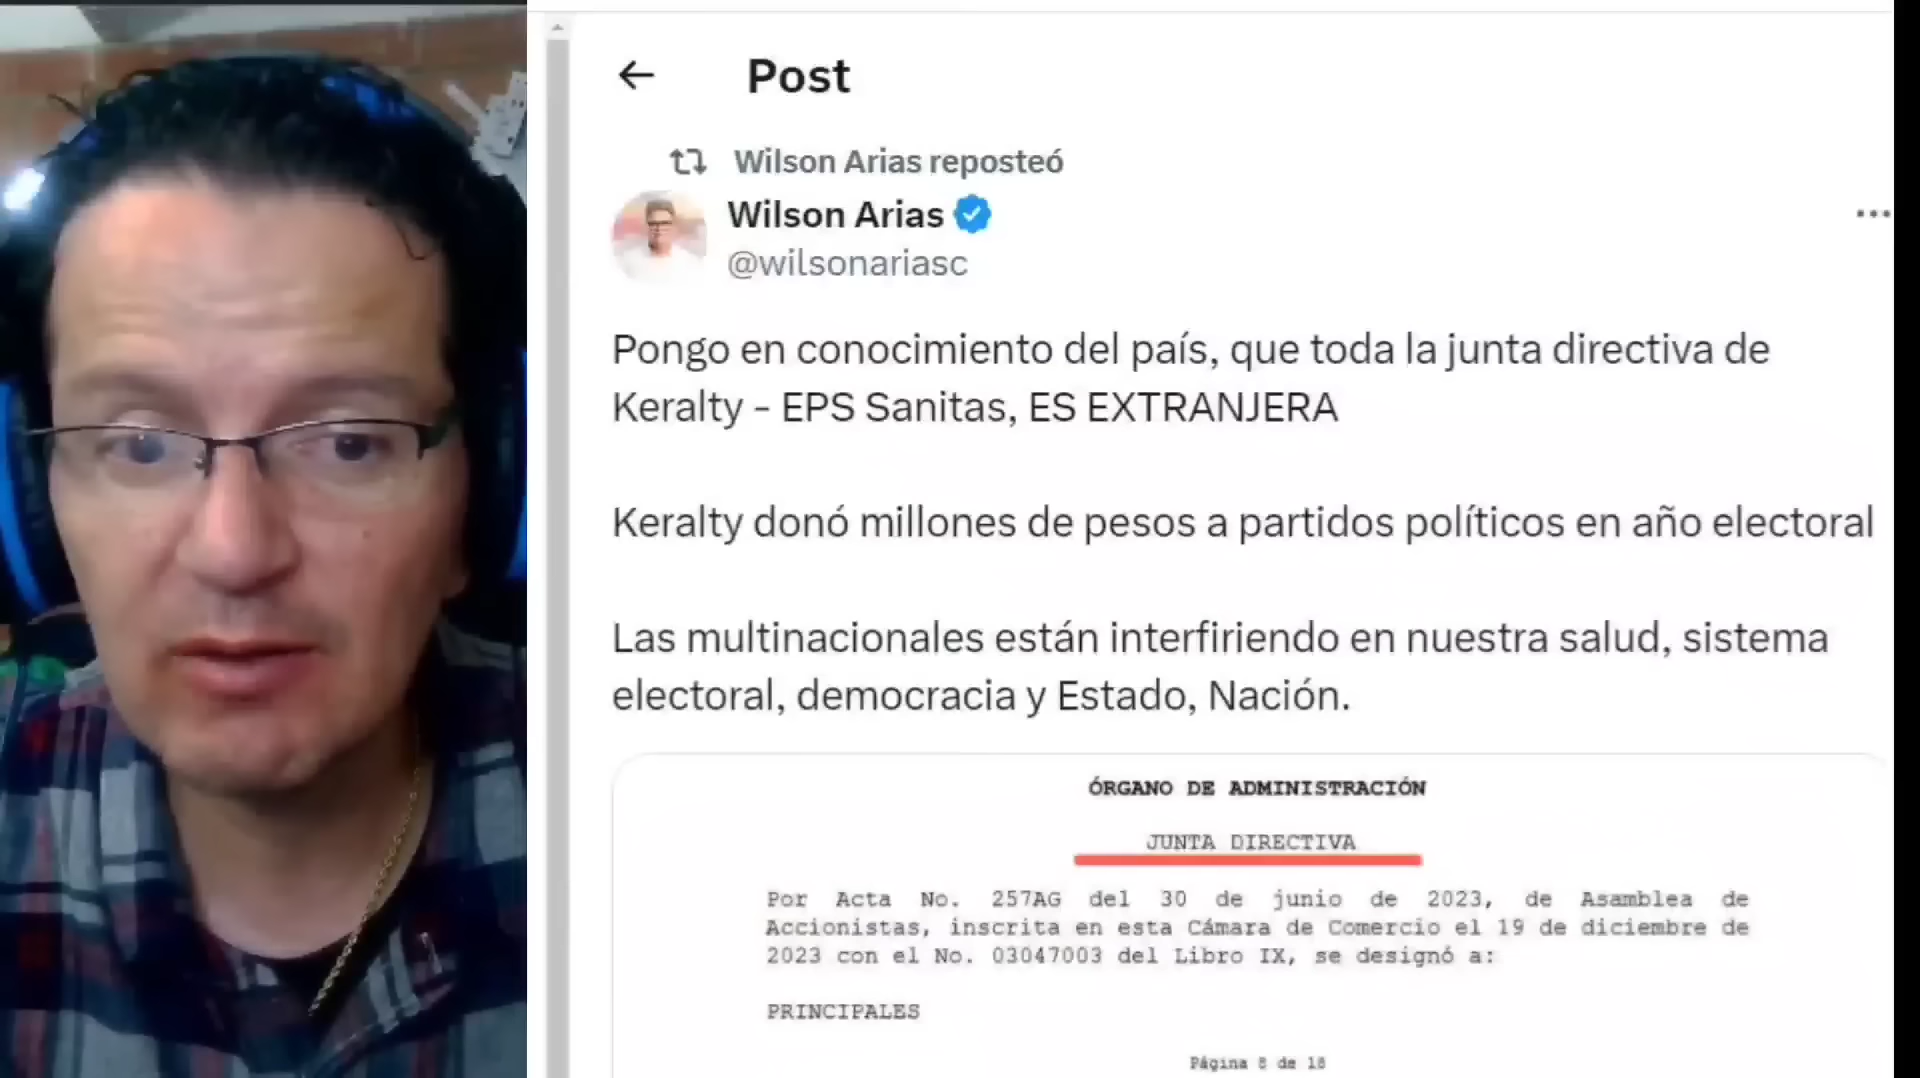 Post
Wilson Arias reposteó
Wilson Arias
@wilsonariasc
Pongo en conocimiento del país, que toda la junta directiva de
Keralty - EPS Sanitas, ES EXTRANJERA
Keralty donó millones de pesos a partidos políticos en año electoral
Las multinacionales están interfiriendo en nuestra salud, sistema
electoral, democracia y Estado, Nación.
ÓRGANO DE ADMINISTRACIÓN
JUNTA DIRECTIVA
Por Acta No. 257AG del 30 de junio de 2023, de Asamblea de
Accionistas, inscrita en esta Cámara de Comercio el 19 de diciembre de
2023 con el No. 03047003 del Libro IX, se designó a:
PRINCIPALES
Página 8 de 18